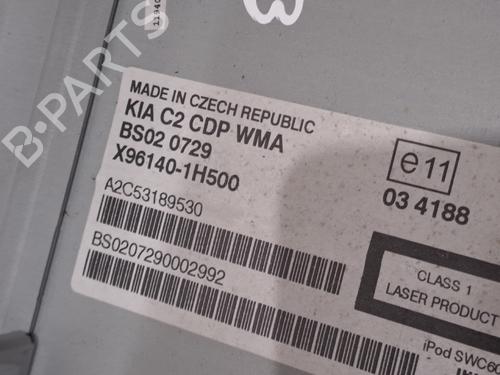 B-PARTS
MADE IN CZECH REPUBLIC
KIA C2 CDP WMA
BS02 0729
X96140-1H500
e11
03 4188
A2C53189530
BS0207290002992
CLASS 1
LASER PRODUCT
iPod